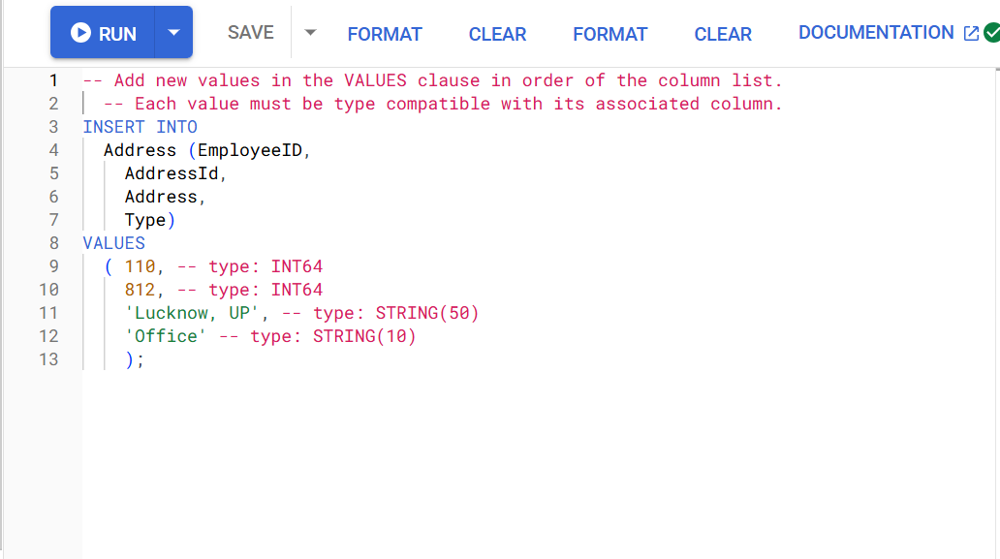 RUN SAVE FORMAT CLEAR FORMAT CLEAR DOCUMENTATION
1 -- Add new values in the VALUES clause in order of the column list.
2 -- Each value must be type compatible with its associated column.
3 INSERT INTO
4 Address (EmployeeID,
5 AddressId,
6 Address,
7 Type)
8 VALUES
9 ( 110, -- type: INT64
10 812, -- type: INT64
11 'Lucknow, UP', -- type: STRING(50)
12 'Office' -- type: STRING(10)
13 );